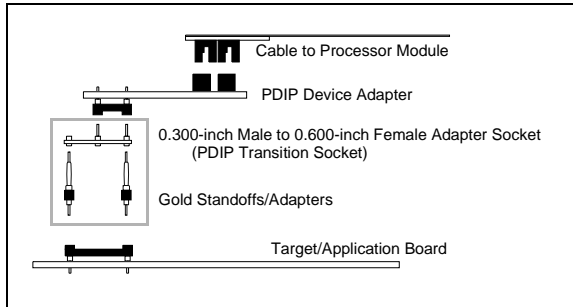 Cable to Processor Module
PDIP Device Adapter
0.300-inch Male to 0.600-inch Female Adapter Socket
(PDIP Transition Socket)
Gold Standoffs/Adapters
Target/Application Board